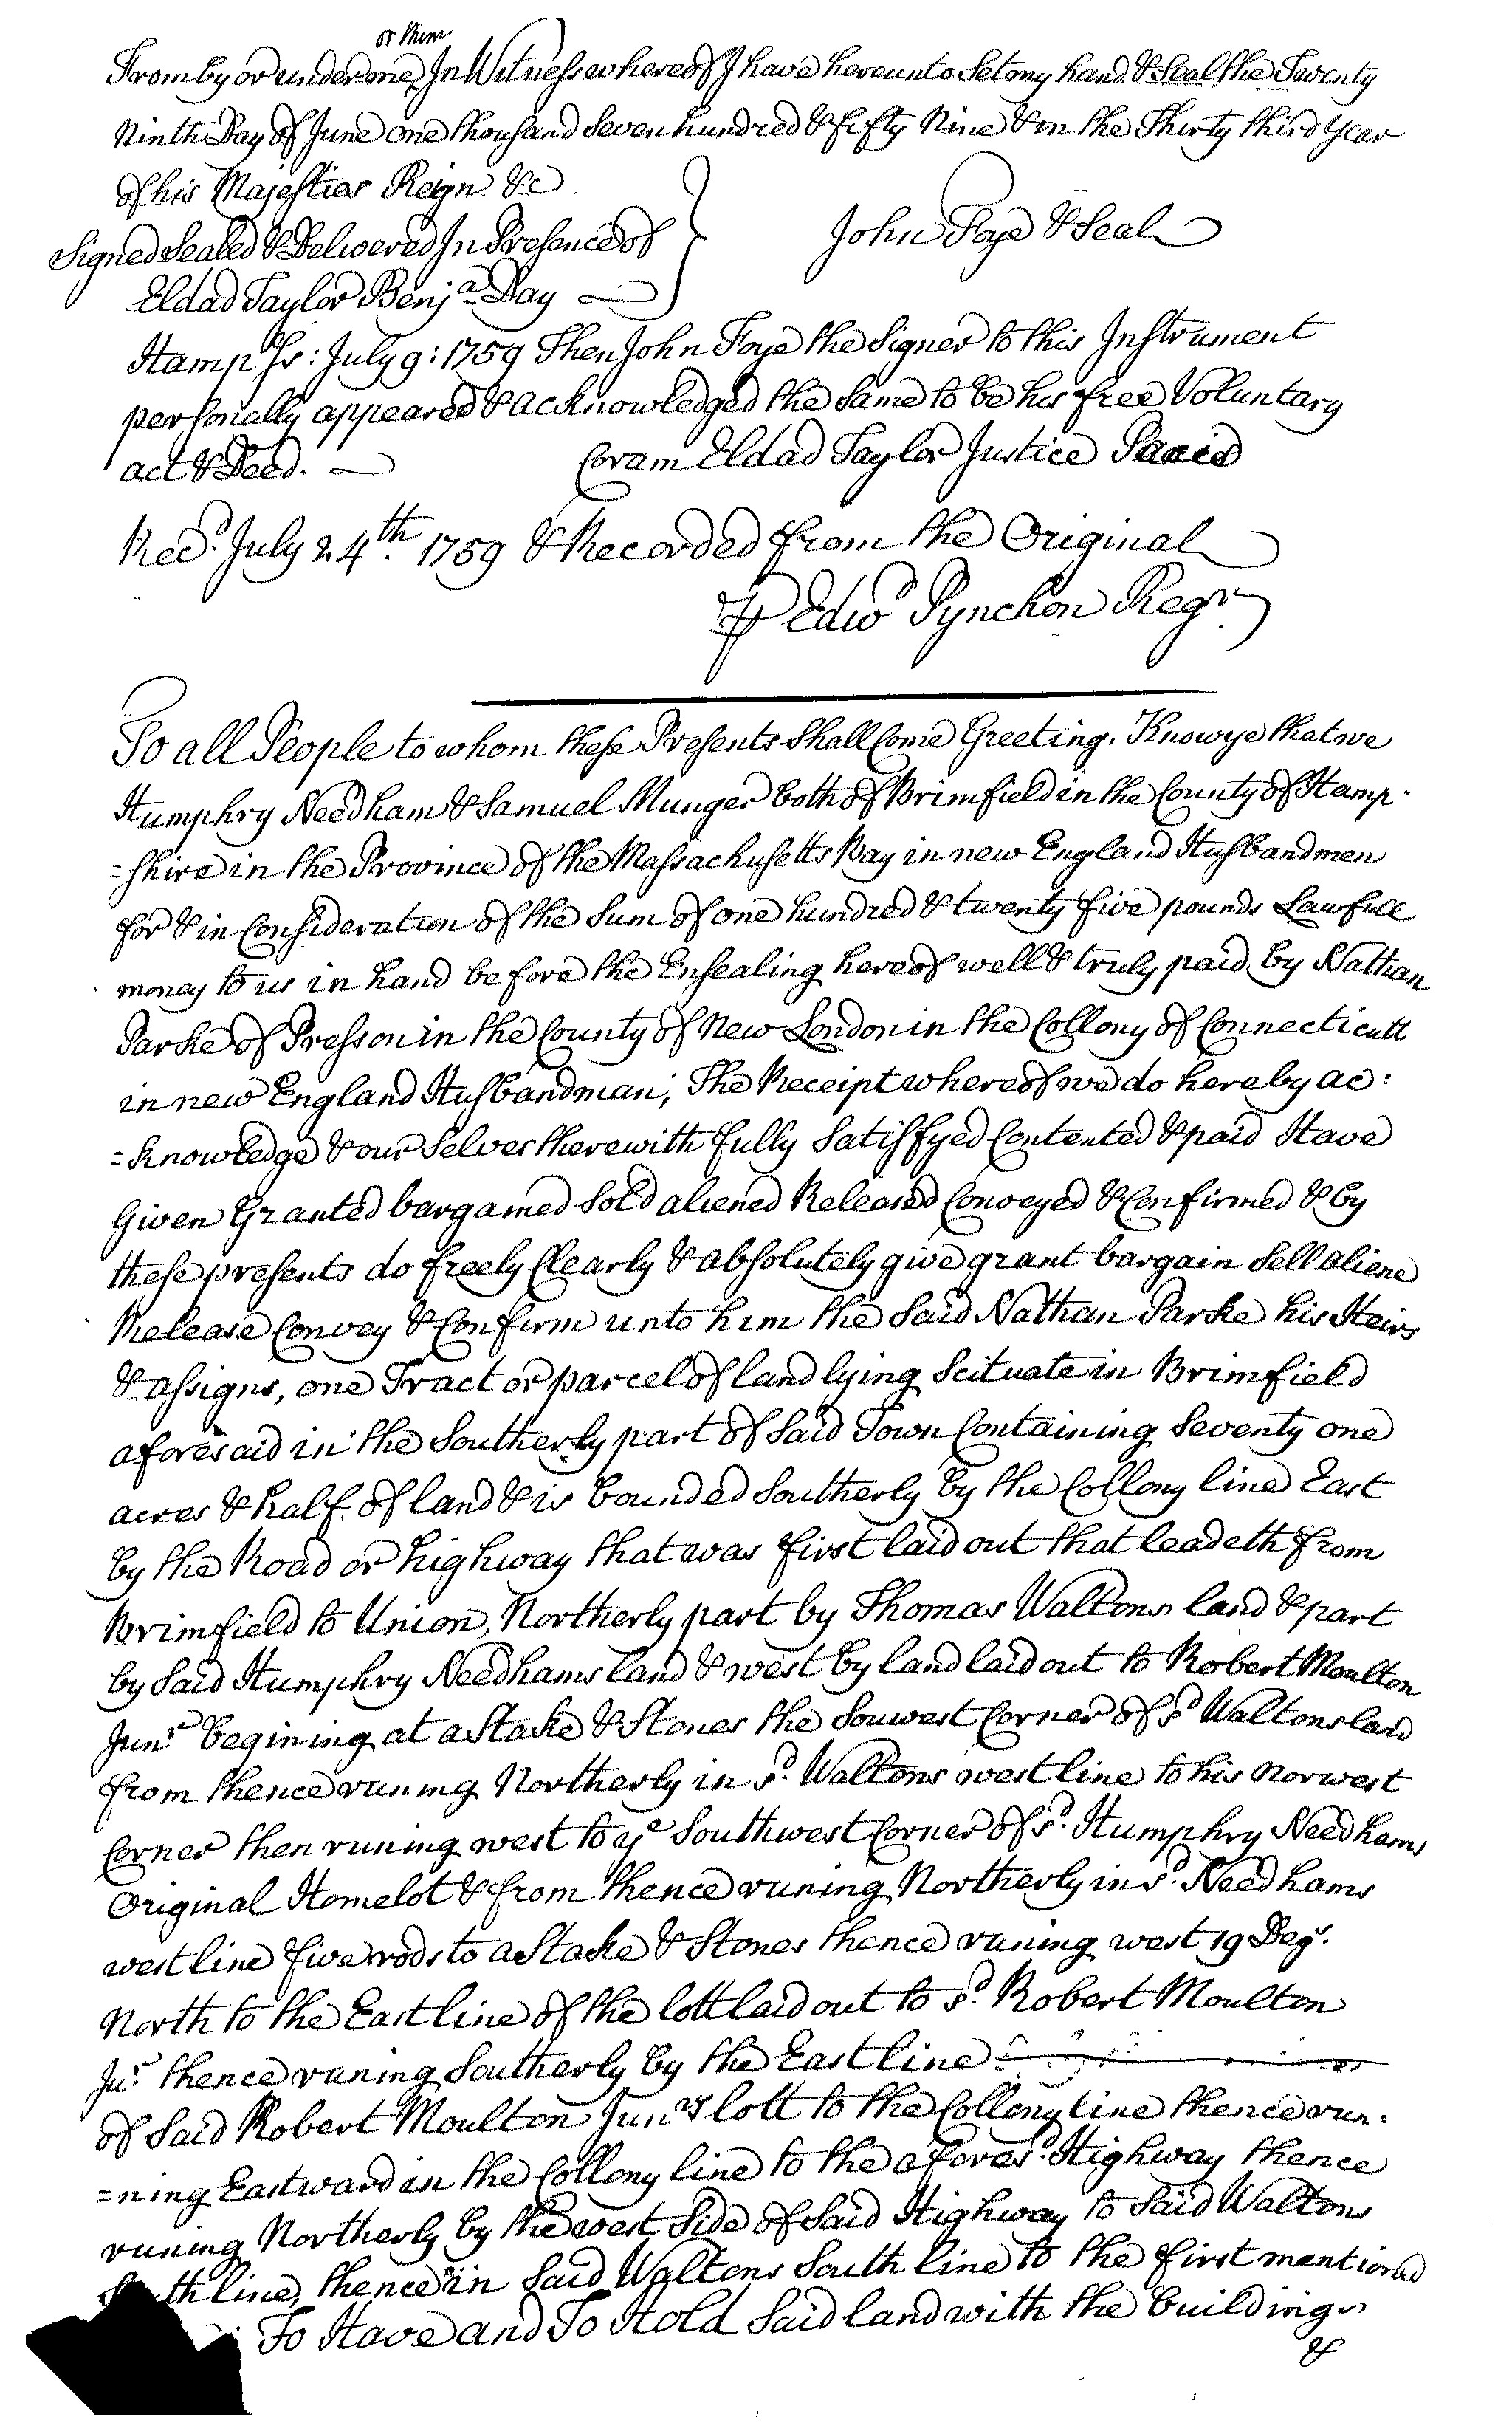 or them
From by or under me, In Witness whereof I have hereunto Set my hand & Seal the Twenty
Ninth Day of June one thousand Seven hundred & fifty Nine & in the Thirty third Year
of his Majesties Reign &c
Signed Sealed & Delivered In Presence of
John Foye & Seal
Eldad Taylor Benja Day
Hamp Ss: July 9: 1759 Then John Foye the Signer to this Instrument
personally appeared & acknowledged the Same to be his free Voluntary
act & Deed.
Coram Eldad Taylor Justice Pacis
Recd. July 24th. 1759 & Recorded from the Original
P Edwd Pynchon Regr.
To all People to whom these Presents Shall Come Greeting. Know ye that we
Humphry Needham & Samuel Munger both of Brimfield in the County of Hamp-
=shire in the Province of the Massachusetts Bay in new England Husbandmen
for & in Consideration of the Sum of one hundred & twenty five pounds Lawfull
money to us in hand before the Ensealing hereof well & truly paid by Nathan
Parke of Presson in the County of New London in the Collony of Connecticutt
in new England Husbandman; The Receipt whereof we do hereby ac:
=knowledge & our Selves therewith fully Satisfyed Contented & paid Have
Given Granted bargained Sold aliened Released Conveyed & Confirmed & by
these presents do freely Clearly & absolutely give grant bargain Sell aliene
Release Convey & Confirm unto him the Said Nathan Parke his Heirs
& assigns, one Tract or parcel of land lying Scituate in Brimfield
aforesaid in the Southerly part of Said Town Containing Seventy one
acres & half of land & is bounded Southerly by the Collony line East
by the Road or highway that was first laid out that leadeth from
Brimfield to Union, Northerly part by Thomas Waltons land & part
by Said Humphry Needhams land & west by land laid out to Robert Moulton
Junr. begining at a Stake & Stones the Souwest Corner of sd Waltons land
from thence runing Northerly in sd. Waltons west line to his Norwest
Corner then runing west to ye Southwest Corner of sd. Humphry Needhams
Original Homelot & from thence runing Northerly in sd. Needhams
west line five rods to a Stake & Stones thence runing west 19 Degs.
North to the East line of the lott laid out to sd. Robert Moulton
Jur. thence runing Southerly by the East line
of Said Robert Moulton Junrs lott to the Collony line thence run:
=ning Eastward in the Collony line to the aforesd. Highway thence
runing Northerly by the west Side of Said Highway to Said Waltons
South line, thence in Said Waltons South line to the first mentioned
To Have and To Hold Said land with the buildings
&